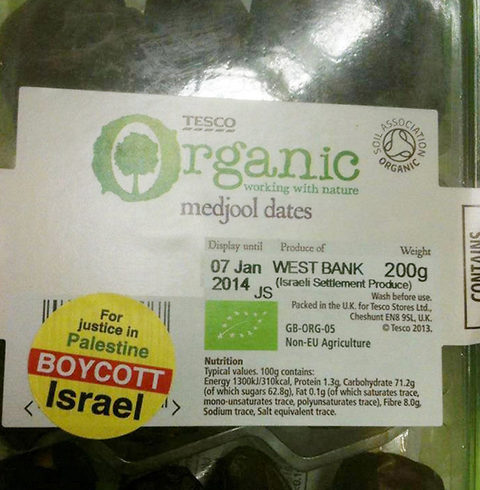 TESCO
Organic
working with nature
medjool dates
SOIL ASSOCIATION
ORGANIC
Display until
Produce of
Weight
07 Jan
2014 JS
WEST BANK
(Israeli Settlement Produce)
200g
Wash before use.
Packed in the U.K. for Tesco Stores Ltd.,
Cheshunt EN8 9SL, U.K.
© Tesco 2013.
GB-ORG-05
Non-EU Agriculture
Nutrition
Typical values. 100g contains:
Energy 1300kJ/310kcal, Protein 1.3g, Carbohydrate 71.2g
(of which sugars 62.8g), Fat 0.1g (of which saturates trace,
mono-unsaturates trace, polyunsaturates trace), Fibre 8.0g,
Sodium trace, Salt equivalent trace.
For
justice in
Palestine
BOYCOTT
Israel
CONTAINS